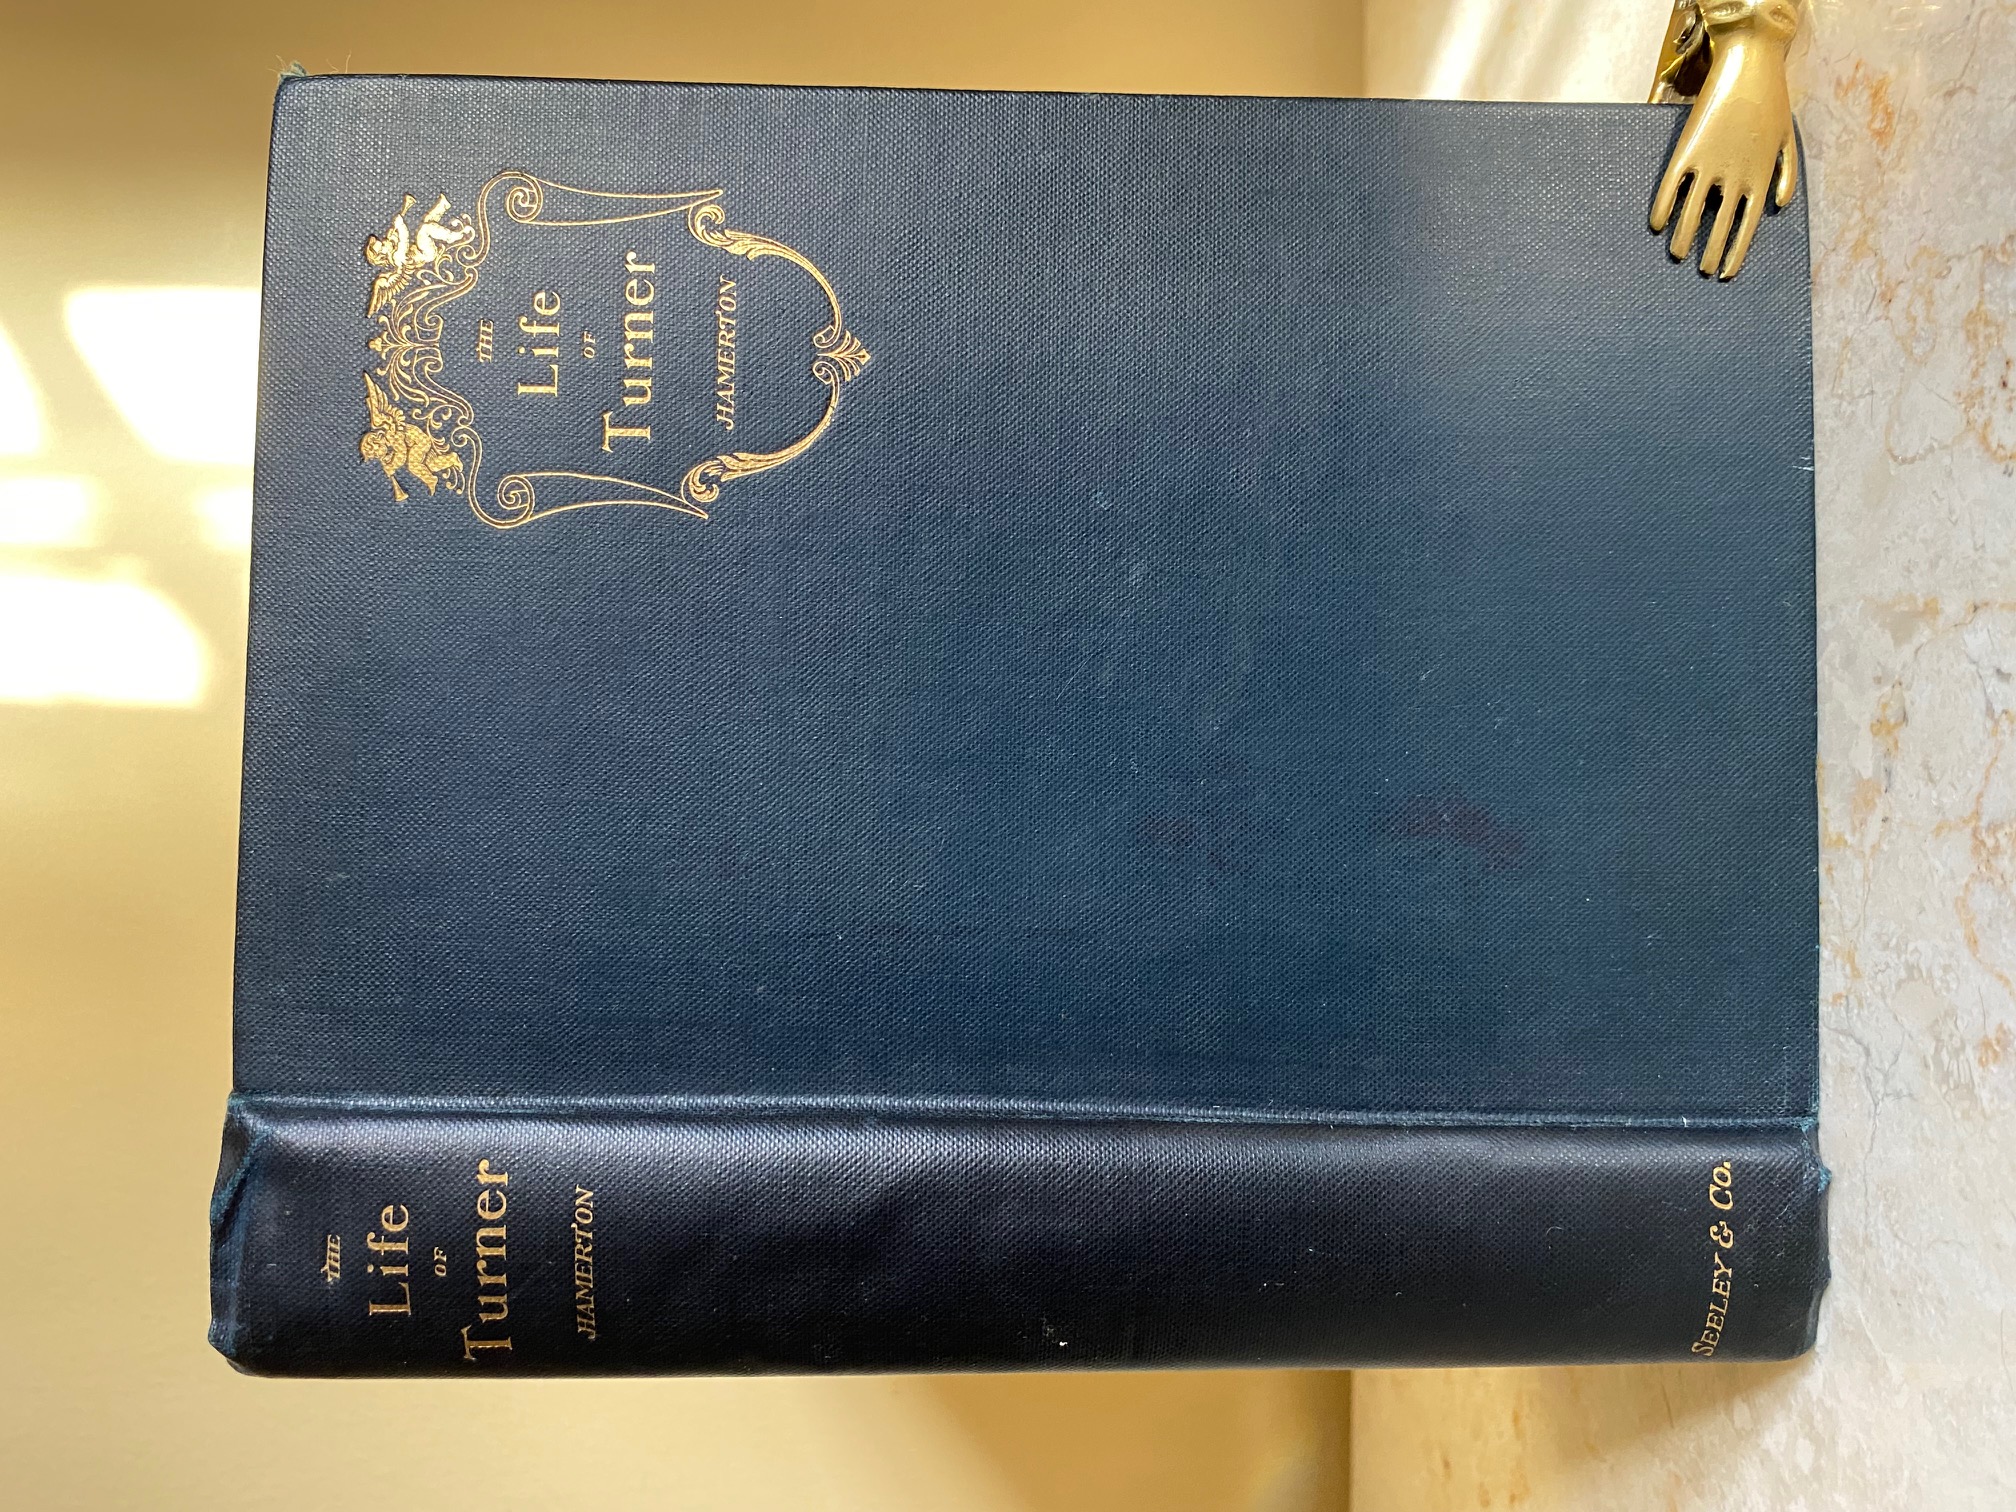 THE
Life
OF
Turner
HAMERTON
SEELEY & Co.
THE
Life
OF
Turner
HAMERTON